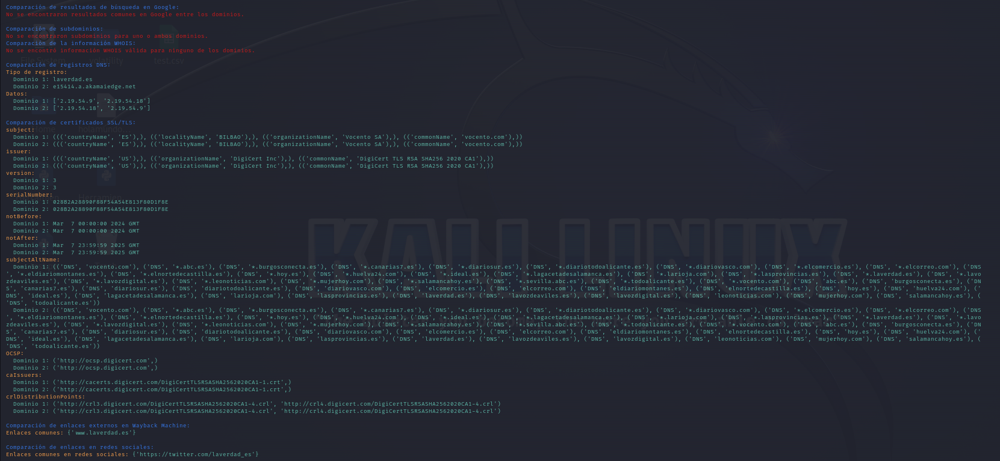 Comparación de resultados de búsqueda en Google:
No se encontraron resultados comunes en Google entre los dominios.
Comparación de subdominios:
No se encontraron subdominios para uno o ambos dominios.
Comparación de la información WHOIS:
No se encontró información WHOIS válida para ninguno de los dominios.
File System
volatility
test.csv
Comparación de registros DNS:
Tipo de registro:
Dominio 1: laverdad.es
Dominio 2: e15414.a.akamaiedge.net
Datos:
Dominio 1: ['2.19.54.9', '2.19.54.18']
Dominio 2: ['2.19.54.18', '2.19.54.9']
Comparación de certificados SSL/TLS:
Home
holamundo...
subject:
Dominio 1: ((('countryName', 'ES'),), (('localityName', 'BILBAO'),), (('organizationName', 'Vocento SA'),), (('commonName', 'vocento.com'),))
Dominio 2: ((('countryName', 'ES'),), (('localityName', 'BILBAO'),), (('organizationName', 'Vocento SA'),), (('commonName', 'vocento.com'),))
issuer:
Dominio 1: ((('countryName', 'US'),), (('organizationName', 'DigiCert Inc'),), (('commonName', 'DigiCert TLS RSA SHA256 2020 CA1'),))
Dominio 2: ((('countryName', 'US'),), (('organizationName', 'DigiCert Inc'),), (('commonName', 'DigiCert TLS RSA SHA256 2020 CA1'),))
version:
Dominio 1: 3
Dominio 2: 3
serialNumber:
Dominio 1: 028B2A28890F88F54A54E813F80D1F8E
Dominio 2: 028B2A28890F88F54A54E813F80D1F8E
notBefore:
Dominio 1: Mar  7 00:00:00 2024 GMT
Dominio 2: Mar  7 00:00:00 2024 GMT
notAfter:
Dominio 1: Mar  7 23:59:59 2025 GMT
Dominio 2: Mar  7 23:59:59 2025 GMT
KALI LINUX
subjectAltName:
Dominio 1: (('DNS', 'vocento.com'), ('DNS', '*.abc.es'), ('DNS', '*.burgosconecta.es'), ('DNS', '*.canarias7.es'), ('DNS', '*.diariosur.es'), ('DNS', '*.diariotodoalicante.es'), ('DNS', '*.diariovasco.com'), ('DNS', '*.elcomercio.es'), ('DNS', '*.elcorreo.com'), ('DNS
', '*.eldiariomontanes.es'), ('DNS', '*.elnortedecastilla.es'), ('DNS', '*.hoy.es'), ('DNS', '*.huelva24.com'), ('DNS', '*.ideal.es'), ('DNS', '*.lagacetadesalamanca.es'), ('DNS', '*.larioja.com'), ('DNS', '*.lasprovincias.es'), ('DNS', '*.laverdad.es'), ('DNS', '*.lavo
zdeaviles.es'), ('DNS', '*.lavozdigital.es'), ('DNS', '*.leonoticias.com'), ('DNS', '*.mujerhoy.com'), ('DNS', '*.salamancahoy.es'), ('DNS', '*.sevilla.abc.es'), ('DNS', '*.todoalicante.es'), ('DNS', '*.vocento.com'), ('DNS', 'abc.es'), ('DNS', 'burgosconecta.es'), ('DN
S', 'canarias7.es'), ('DNS', 'diariosur.es'), ('DNS', 'diariotodoalicante.es'), ('DNS', 'diariovasco.com'), ('DNS', 'elcomercio.es'), ('DNS', 'elcorreo.com'), ('DNS', 'eldiariomontanes.es'), ('DNS', 'elnortedecastilla.es'), ('DNS', 'hoy.es'), ('DNS', 'huelva24.com'), ('
DNS', 'ideal.es'), ('DNS', 'lagacetadesalamanca.es'), ('DNS', 'larioja.com'), ('DNS', 'lasprovincias.es'), ('DNS', 'laverdad.es'), ('DNS', 'lavozdeaviles.es'), ('DNS', 'lavozdigital.es'), ('DNS', 'leonoticias.com'), ('DNS', 'mujerhoy.com'), ('DNS', 'salamancahoy.es'), (
'DNS', 'todoalicante.es'))
Dominio 2: (('DNS', 'vocento.com'), ('DNS', '*.abc.es'), ('DNS', '*.burgosconecta.es'), ('DNS', '*.canarias7.es'), ('DNS', '*.diariosur.es'), ('DNS', '*.diariotodoalicante.es'), ('DNS', '*.diariovasco.com'), ('DNS', '*.elcomercio.es'), ('DNS', '*.elcorreo.com'), ('DNS
', '*.eldiariomontanes.es'), ('DNS', '*.elnortedecastilla.es'), ('DNS', '*.hoy.es'), ('DNS', '*.huelva24.com'), ('DNS', '*.ideal.es'), ('DNS', '*.lagacetadesalamanca.es'), ('DNS', '*.larioja.com'), ('DNS', '*.lasprovincias.es'), ('DNS', '*.laverdad.es'), ('DNS', '*.lavo
zdeaviles.es'), ('DNS', '*.lavozdigital.es'), ('DNS', '*.leonoticias.com'), ('DNS', '*.mujerhoy.com'), ('DNS', '*.salamancahoy.es'), ('DNS', '*.sevilla.abc.es'), ('DNS', '*.todoalicante.es'), ('DNS', '*.vocento.com'), ('DNS', 'abc.es'), ('DNS', 'burgosconecta.es'), ('DN
S', 'canarias7.es'), ('DNS', 'diariosur.es'), ('DNS', 'diariotodoalicante.es'), ('DNS', 'diariovasco.com'), ('DNS', 'elcomercio.es'), ('DNS', 'elcorreo.com'), ('DNS', 'eldiariomontanes.es'), ('DNS', 'elnortedecastilla.es'), ('DNS', 'hoy.es'), ('DNS', 'huelva24.com'), ('
DNS', 'ideal.es'), ('DNS', 'lagacetadesalamanca.es'), ('DNS', 'larioja.com'), ('DNS', 'lasprovincias.es'), ('DNS', 'laverdad.es'), ('DNS', 'lavozdeaviles.es'), ('DNS', 'lavozdigital.es'), ('DNS', 'leonoticias.com'), ('DNS', 'mujerhoy.com'), ('DNS', 'salamancahoy.es'), (
'DNS', 'todoalicante.es'))
OCSP:
Dominio 1: ('http://ocsp.digicert.com',)
Dominio 2: ('http://ocsp.digicert.com',)
caIssuers:
Dominio 1: ('http://cacerts.digicert.com/DigiCertTLSRSASHA2562020CA1-1.crt',)
Dominio 2: ('http://cacerts.digicert.com/DigiCertTLSRSASHA2562020CA1-1.crt',)
crlDistributionPoints:
Dominio 1: ('http://crl3.digicert.com/DigiCertTLSRSASHA2562020CA1-4.crl', 'http://crl4.digicert.com/DigiCertTLSRSASHA2562020CA1-4.crl')
Dominio 2: ('http://crl3.digicert.com/DigiCertTLSRSASHA2562020CA1-4.crl', 'http://crl4.digicert.com/DigiCertTLSRSASHA2562020CA1-4.crl')
Comparación de enlaces externos en Wayback Machine:
Enlaces comunes: {'www.laverdad.es'}
Comparación de enlaces en redes sociales:
Enlaces comunes en redes sociales: {'https://twitter.com/laverdad_es'}